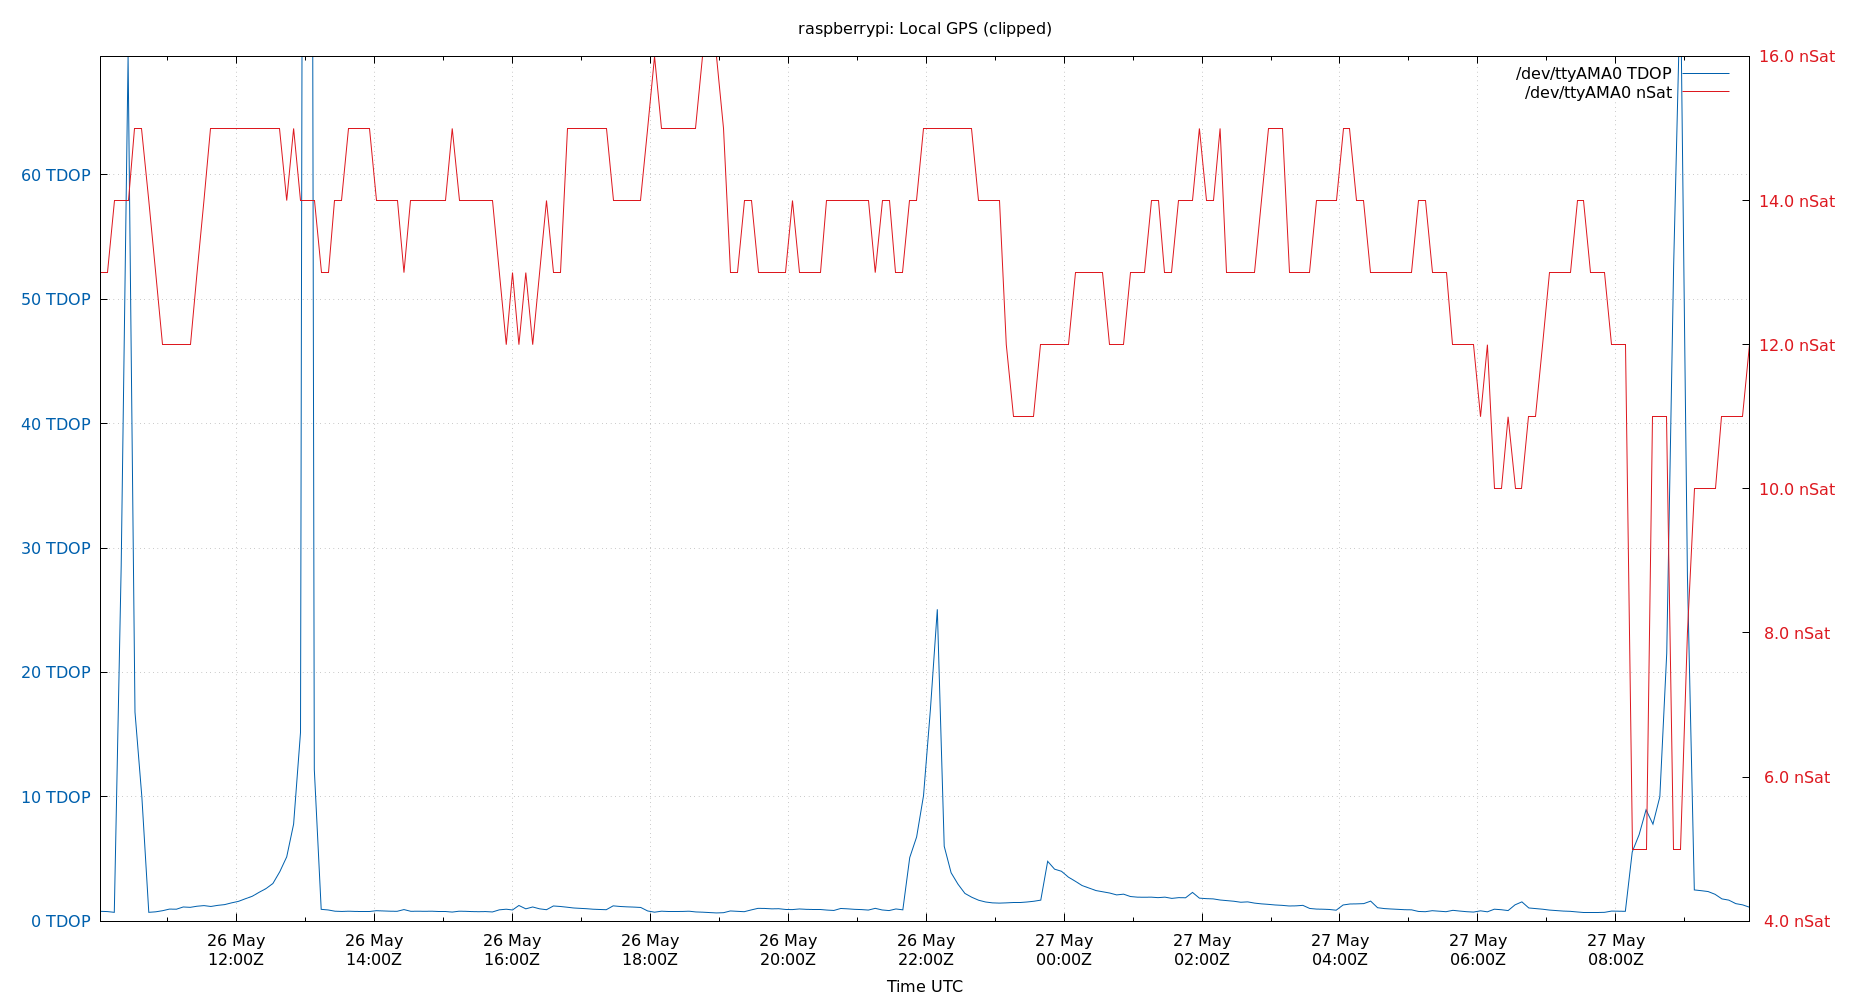 raspberrypi: Local GPS (clipped)
16.0 nSat
/dev/ttyAMA0 TDOP
/dev/ttyAMA0 nSat
60 TDOP
14.0 nSat
50 TDOP
12.0 nSat
40 TDOP
10.0 nSat
30 TDOP
8.0 nSat
20 TDOP
6.0 nSat
10 TDOP
0 TDOP
4.0 nSat
26 May 26 May 26 May 26 May 26 May 26 May 27 May 27 May 27 May 27 May 27 May
12:00Z 14:00Z 16:00Z 18:00Z 20:00Z 22:00Z 00:00Z 02:00Z 04:00Z 06:00Z 08:00Z
Time UTC